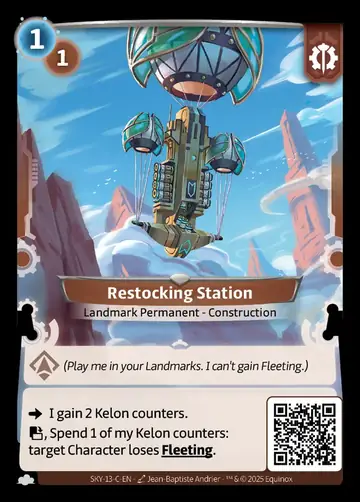 1
1
Restocking Station
Landmark Permanent - Construction
(Play me in your Landmarks. I can't gain Fleeting.)
I gain 2 Kelon counters.
, Spend 1 of my Kelon counters:
target Character loses Fleeting.
SKY-13-C-EN - Jean-Baptiste Andrier - ™ & © 2025 Equinox